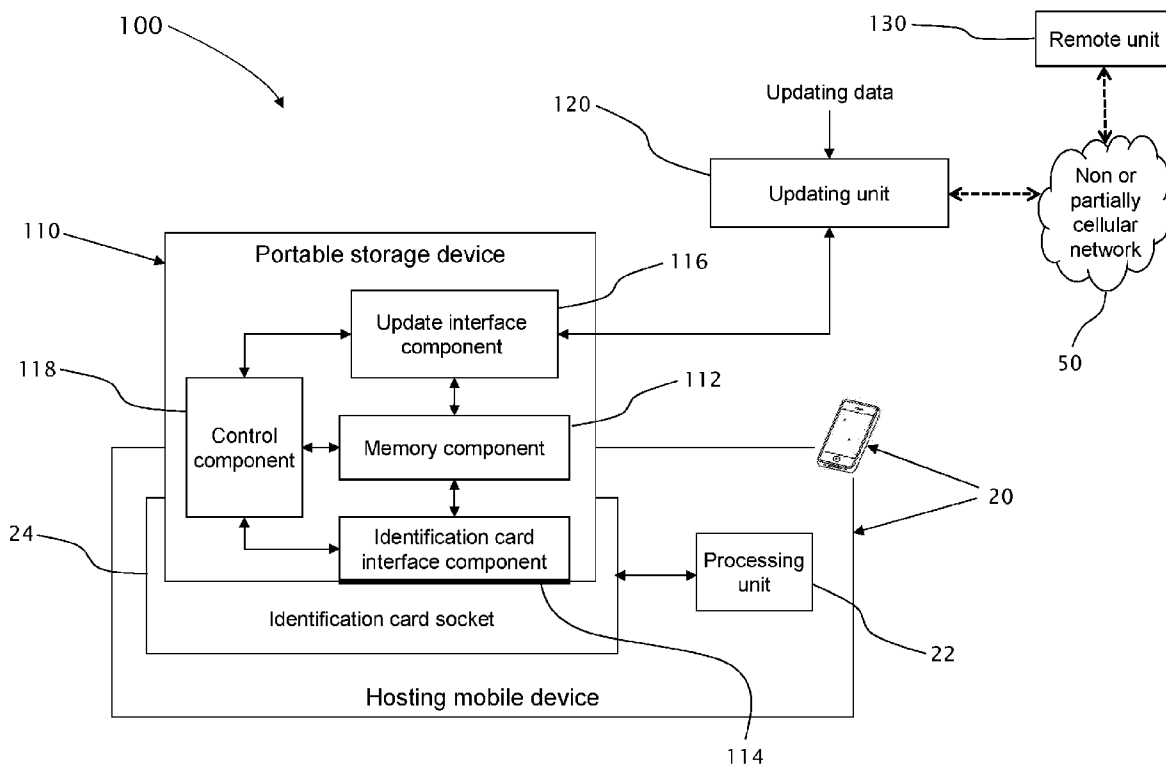 100
130
Remote unit
Updating data
120
Updating unit
Non or
partially
cellular
network
50
110
Portable storage device
116
Update interface
component
118
Control
component
112
Memory component
20
24
Identification card
interface component
Processing
unit
Identification card socket
22
Hosting mobile device
114